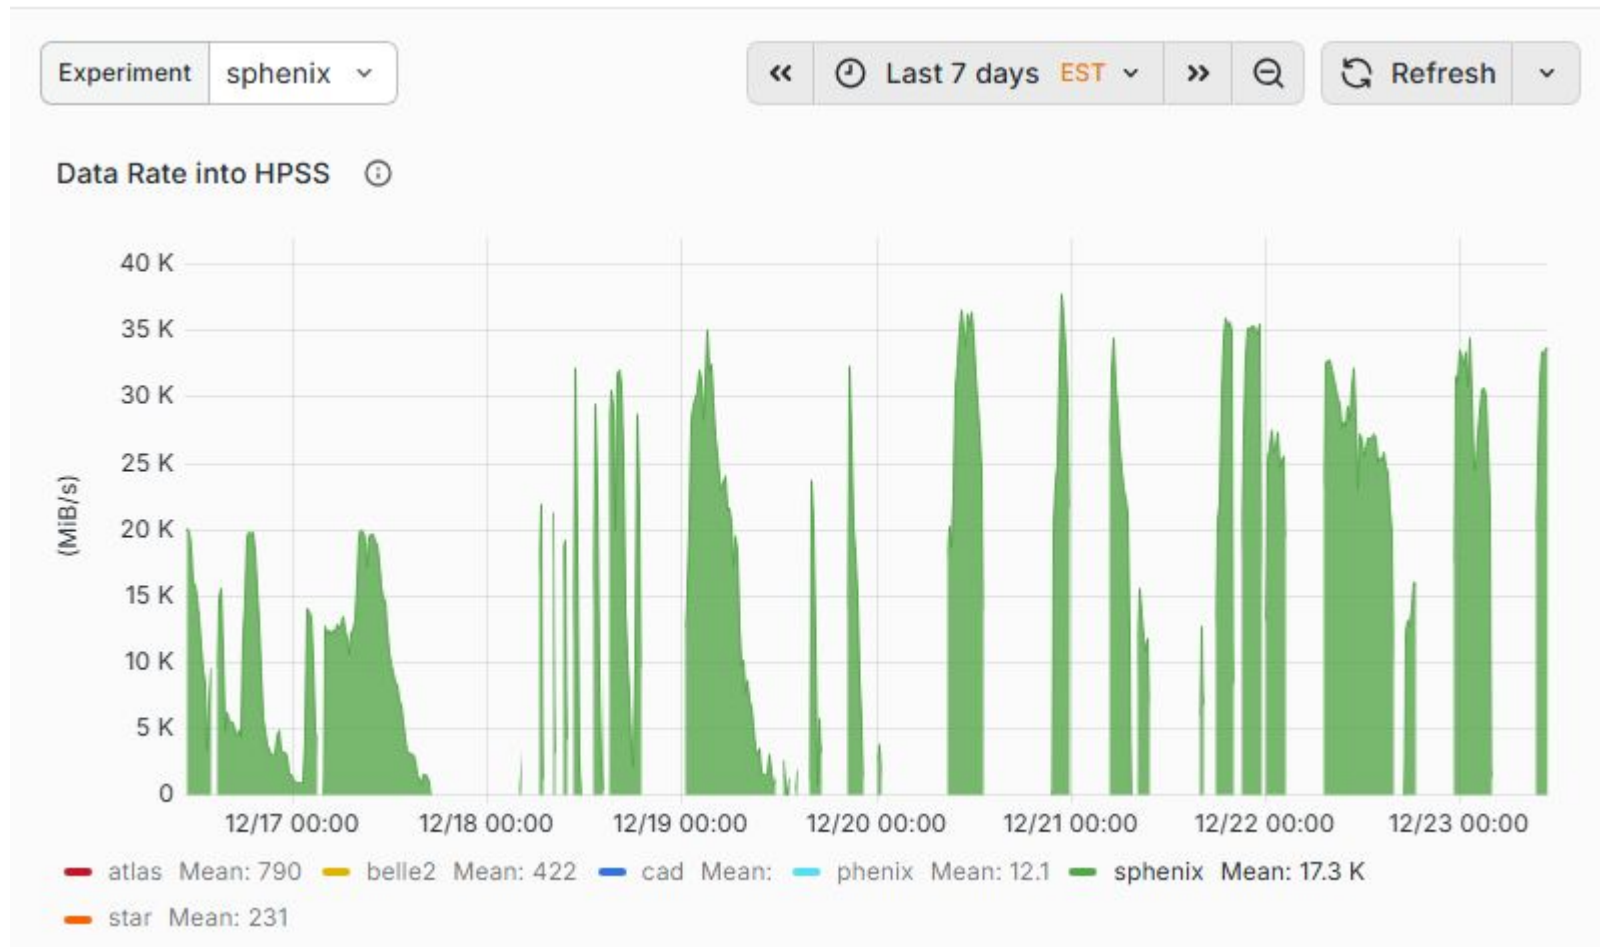 Experiment sphenix Last 7 days EST Refresh
Data Rate into HPSS
40 K
35 K
30 K
25 K
20 K
15 K
10 K
5 K
0
(MiB/s)
12/17 00:00 12/18 00:00 12/19 00:00 12/20 00:00 12/21 00:00 12/22 00:00 12/23 00:00
atlas Mean: 790 belle2 Mean: 422 cad Mean: phenix Mean: 12.1 sphenix Mean: 17.3 K
star Mean: 231